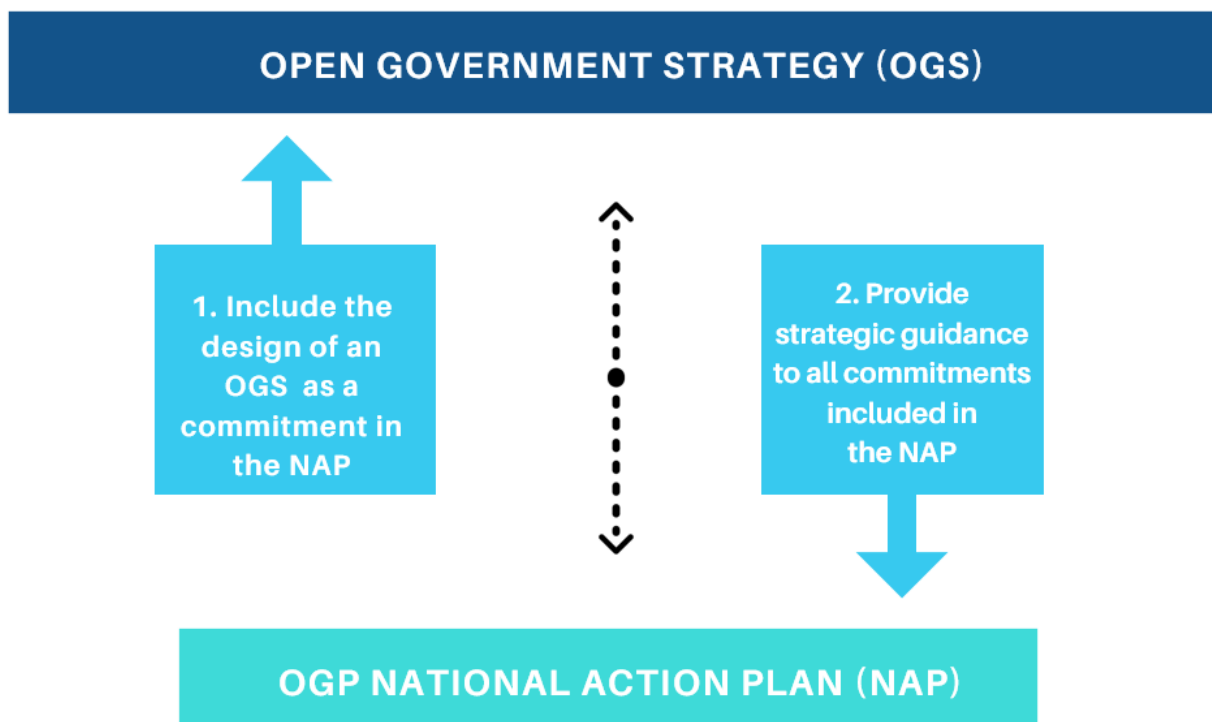 OPEN GOVERNMENT STRATEGY (OGS)
1. Include the
design of an
OGS as a
commitment in
the NAP
2. Provide
strategic guidance
to all commitments
included in
the NAP
OGP NATIONAL ACTION PLAN (NAP)